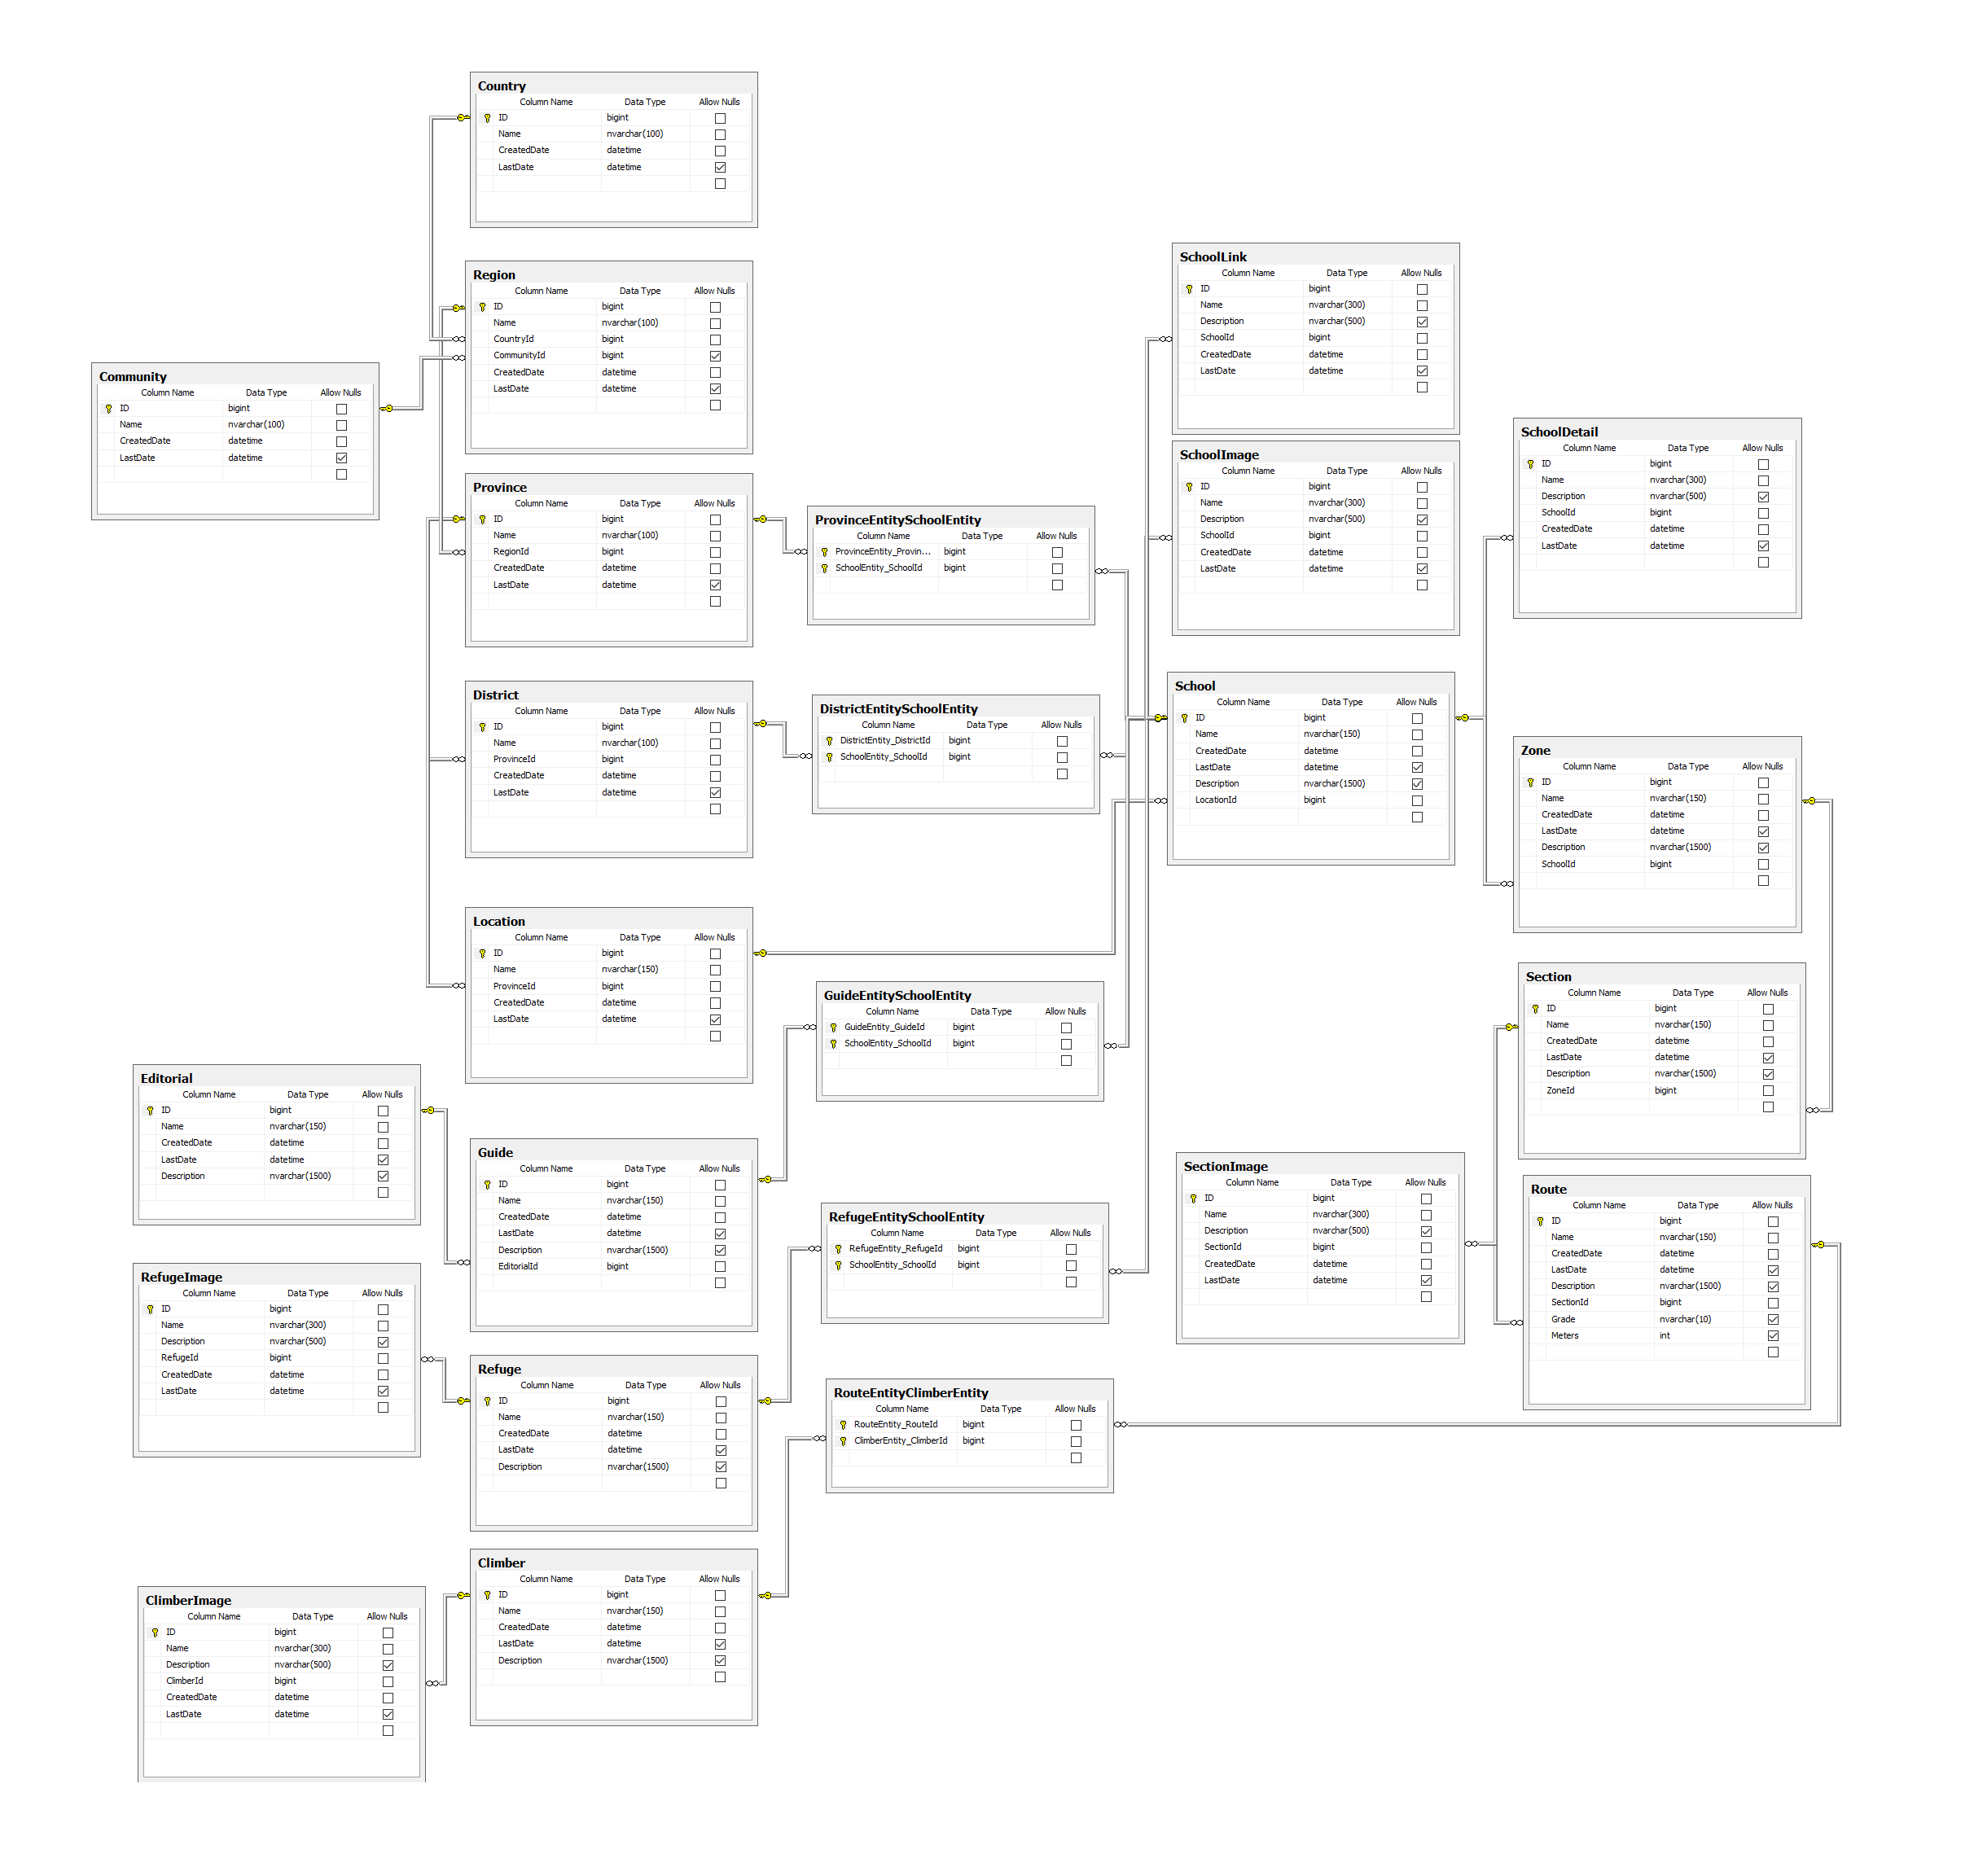 Country
Column Name Data Type Allow Nulls
ID bigint
Name nvarchar(100)
CreatedDate datetime
LastDate datetime
Region
Column Name Data Type Allow Nulls
ID bigint
Name nvarchar(100)
CountryId bigint
CommunityId bigint
CreatedDate datetime
LastDate datetime
Community
Column Name Data Type Allow Nulls
ID bigint
Name nvarchar(100)
CreatedDate datetime
LastDate datetime
Province
Column Name Data Type Allow Nulls
ID bigint
Name nvarchar(100)
RegionId bigint
CreatedDate datetime
LastDate datetime
ProvinceEntitySchoolEntity
Column Name Data Type Allow Nulls
ProvinceEntity_Provin... bigint
SchoolEntity_SchoolId bigint
District
Column Name Data Type Allow Nulls
ID bigint
Name nvarchar(100)
ProvinceId bigint
CreatedDate datetime
LastDate datetime
DistrictEntitySchoolEntity
Column Name Data Type Allow Nulls
DistrictEntity_DistrictId bigint
SchoolEntity_SchoolId bigint
Location
Column Name Data Type Allow Nulls
ID bigint
Name nvarchar(150)
ProvinceId bigint
CreatedDate datetime
LastDate datetime
GuideEntitySchoolEntity
Column Name Data Type Allow Nulls
GuideEntity_GuideId bigint
SchoolEntity_SchoolId bigint
SchoolLink
Column Name Data Type Allow Nulls
ID bigint
Name nvarchar(300)
Description nvarchar(500)
SchoolId bigint
CreatedDate datetime
LastDate datetime
SchoolImage
Column Name Data Type Allow Nulls
ID bigint
Name nvarchar(300)
Description nvarchar(500)
SchoolId bigint
CreatedDate datetime
LastDate datetime
SchoolDetail
Column Name Data Type Allow Nulls
ID bigint
Name nvarchar(300)
Description nvarchar(500)
SchoolId bigint
CreatedDate datetime
LastDate datetime
School
Column Name Data Type Allow Nulls
ID bigint
Name nvarchar(150)
CreatedDate datetime
LastDate datetime
Description nvarchar(1500)
LocationId bigint
Zone
Column Name Data Type Allow Nulls
ID bigint
Name nvarchar(150)
CreatedDate datetime
LastDate datetime
Description nvarchar(1500)
SchoolId bigint
Section
Column Name Data Type Allow Nulls
ID bigint
Name nvarchar(150)
CreatedDate datetime
LastDate datetime
Description nvarchar(1500)
ZoneId bigint
Editorial
Column Name Data Type Allow Nulls
ID bigint
Name nvarchar(150)
CreatedDate datetime
LastDate datetime
Description nvarchar(1500)
Guide
Column Name Data Type Allow Nulls
ID bigint
Name nvarchar(150)
CreatedDate datetime
LastDate datetime
Description nvarchar(1500)
EditorialId bigint
SectionImage
Column Name Data Type Allow Nulls
ID bigint
Name nvarchar(300)
Description nvarchar(500)
SectionId bigint
CreatedDate datetime
LastDate datetime
Route
Column Name Data Type Allow Nulls
ID bigint
Name nvarchar(150)
CreatedDate datetime
LastDate datetime
Description nvarchar(1500)
SectionId bigint
Grade nvarchar(10)
Meters int
RefugeEntitySchoolEntity
Column Name Data Type Allow Nulls
RefugeEntity_RefugeId bigint
SchoolEntity_SchoolId bigint
RefugeImage
Column Name Data Type Allow Nulls
ID bigint
Name nvarchar(300)
Description nvarchar(500)
RefugeId bigint
CreatedDate datetime
LastDate datetime
Refuge
Column Name Data Type Allow Nulls
ID bigint
Name nvarchar(150)
CreatedDate datetime
LastDate datetime
Description nvarchar(1500)
RouteEntityClimberEntity
Column Name Data Type Allow Nulls
RouteEntity_RouteId bigint
ClimberEntity_ClimberId bigint
Climber
Column Name Data Type Allow Nulls
ID bigint
Name nvarchar(150)
CreatedDate datetime
LastDate datetime
Description nvarchar(1500)
ClimberImage
Column Name Data Type Allow Nulls
ID bigint
Name nvarchar(300)
Description nvarchar(500)
ClimberId bigint
CreatedDate datetime
LastDate datetime